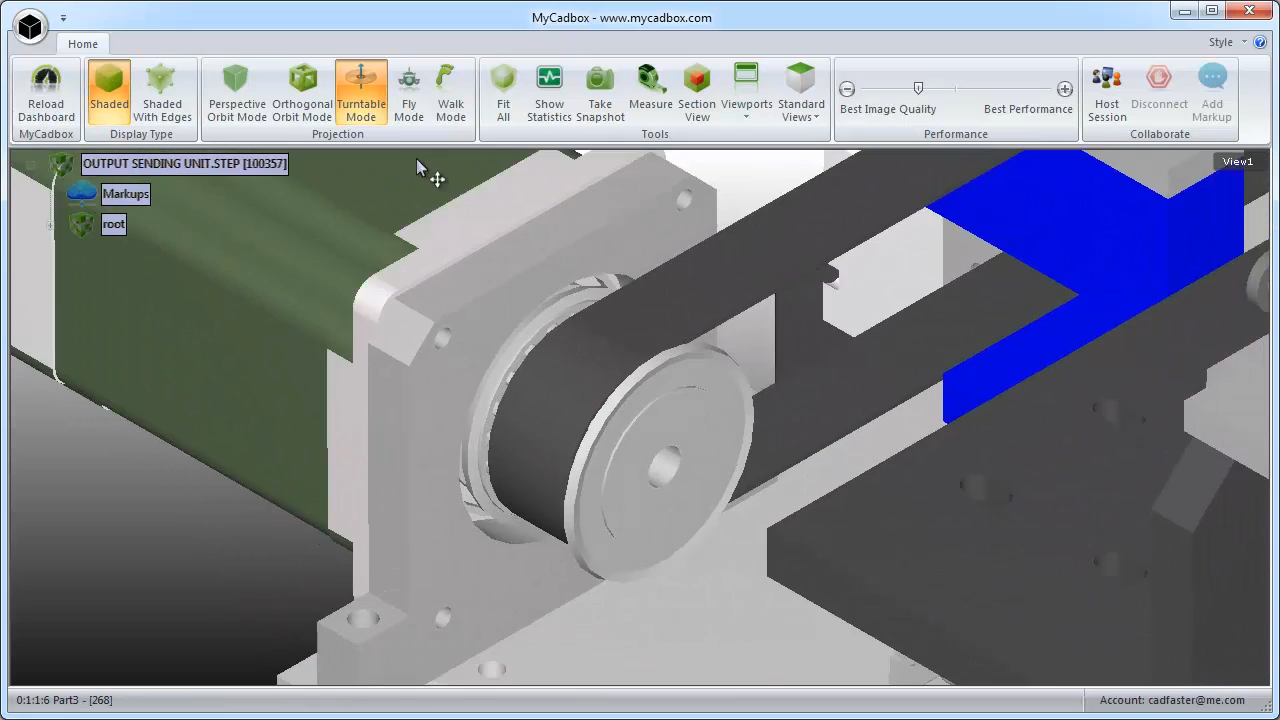 MyCadbox - www.mycadbox.com
Home
Style
Reload Dashboard
Shaded
Shaded With Edges
Perspective Orbit Mode
Orthogonal Orbit Mode
Turntable Mode
Fly Mode
Walk Mode
Fit All
Show Statistics
Take Snapshot
Measure
Section View
Viewports
Standard Views
Best Image Quality
Best Performance
Host Session
Disconnect
Add Markup
MyCadbox
Display Type
Projection
Tools
Performance
Collaborate
OUTPUT SENDING UNIT.STEP [100357]
View1
Markups
root
0:1:1:6 Part3 - [268]
Account: cadfaster@me.com